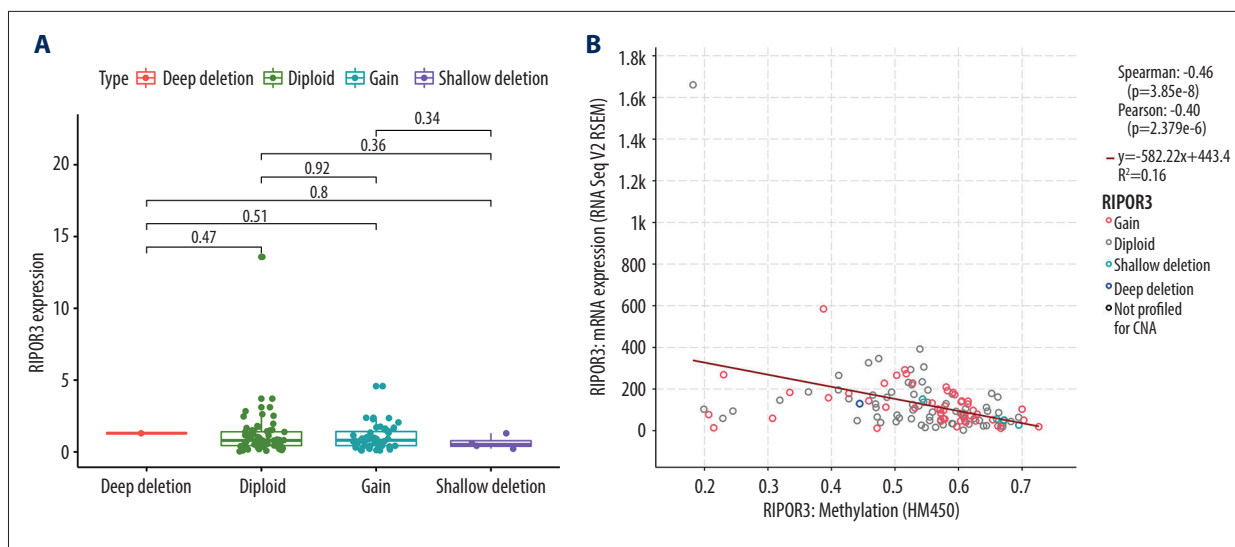 A
Type Deep deletion Diploid Gain Shallow deletion
RIPOR3 expression
20
15
10
5
0
0.34
0.36
0.92
0.8
0.51
0.47
Deep deletion Diploid Gain Shallow deletion
B
RIPOR3: mRNA expression (RNA Seq V2 RSEM)
1.8k
1.6k
1.4k
1.2k
1k
800
600
400
200
0
0.2 0.3 0.4 0.5 0.6 0.7
RIPOR3: Methylation (HM450)
Spearman: -0.46
(p=3.85e-8)
Pearson: -0.40
(p=2.379e-6)
y=-582.22x+443.4
R²=0.16
RIPOR3
Gain
Diploid
Shallow deletion
Deep deletion
Not profiled
for CNA